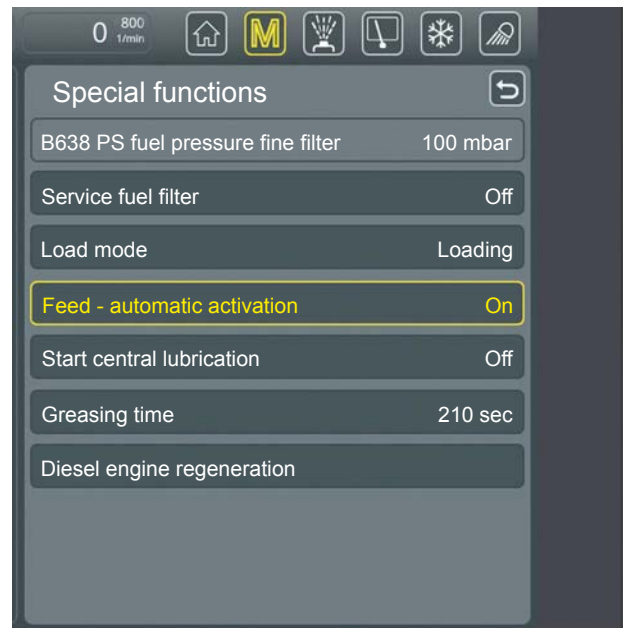 0 800
1/min
M
Special functions
B638 PS fuel pressure fine filter 100 mbar
Service fuel filter Off
Load mode Loading
Feed - automatic activation On
Start central lubrication Off
Greasing time 210 sec
Diesel engine regeneration